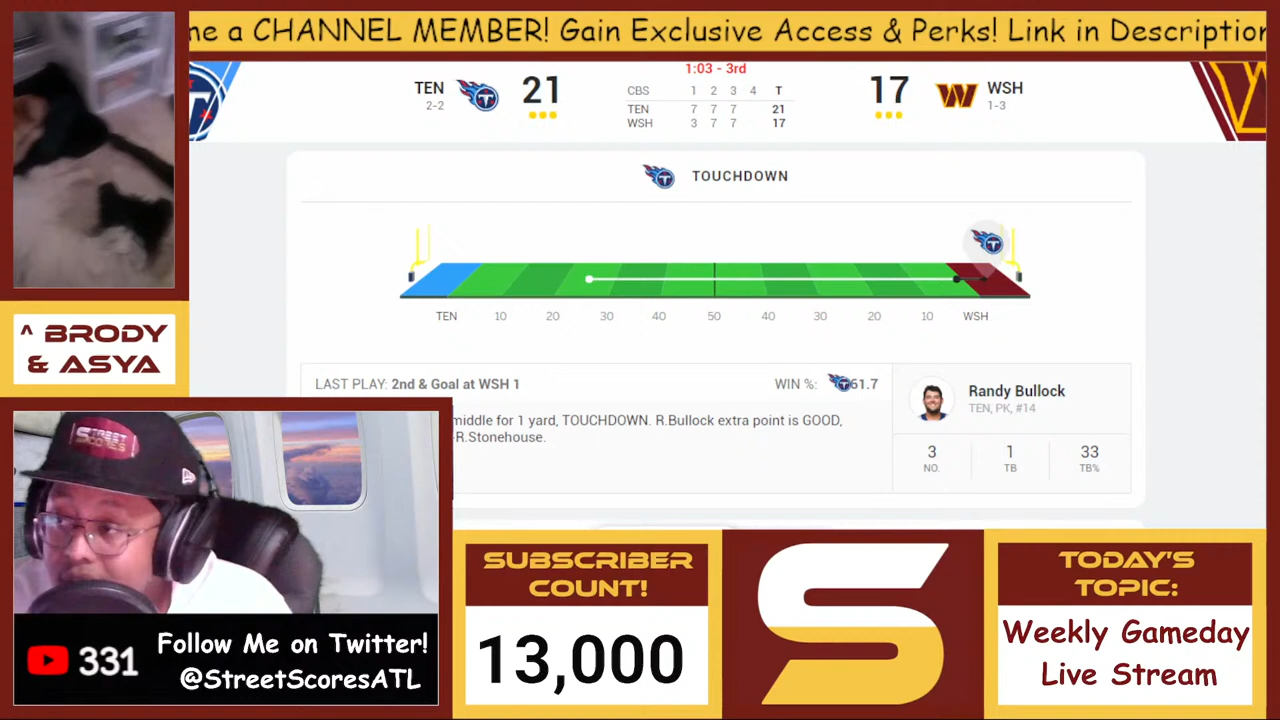 me a CHANNEL MEMBER! Gain Exclusive Access & Perks! Link in Description
TEN
2-2
21
1:03 - 3rd
CBS 1 2 3 4 T
TEN 7 7 7 21
WSH 3 7 7 17
17
WSH
1-3
TOUCHDOWN
TEN 10 20 30 40 50 40 30 20 10 WSH
LAST PLAY: 2nd & Goal at WSH 1
WIN %: 61.7
middle for 1 yard, TOUCHDOWN. R.Bullock extra point is GOOD,
-R.Stonehouse.
Randy Bullock
TEN, PK, #14
3 1 33
NO. TB TB%
^ BRODY
& ASYA
STREET
SCORES
331
Follow Me on Twitter!
@StreetScoresATL
SUBSCRIBER
COUNT!
13,000
S
TODAY'S
TOPIC:
Weekly Gameday
Live Stream